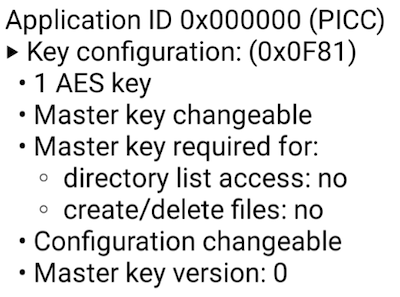 Application ID 0x000000 (PICC)
▸ Key configuration: (0x0F81)
• 1 AES key
• Master key changeable
• Master key required for:
◦ directory list access: no
◦ create/delete files: no
• Configuration changeable
• Master key version: 0